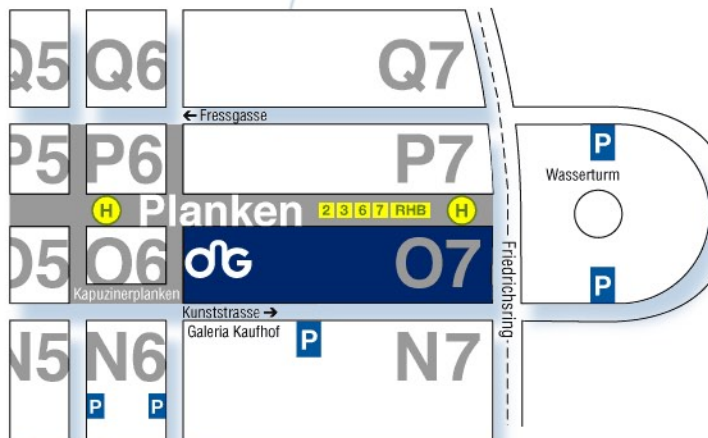 Q5 Q6 Q7
← Fressgasse
P5 P6 P7
P
Wasserturm
H Planken 2 3 6 7 RHB H
O5 O6 dG O7
Friedrichsring
P
Kapuzinerplanken
Kunststrasse →
Galeria Kaufhof
P
N5 N6 N7
P P